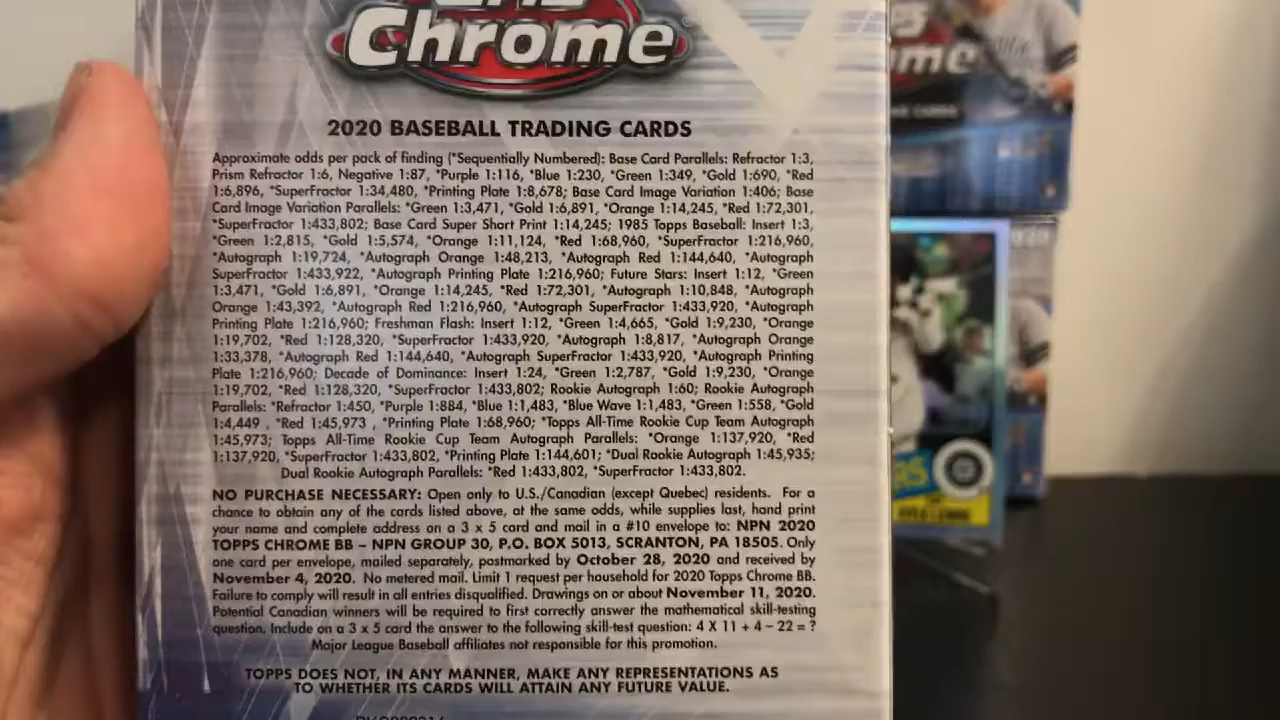 Chrome
2020 BASEBALL TRADING CARDS
Approximate odds per pack of finding (*Sequentially Numbered): Base Card Parallels: Refractor 1:3,
Prism Refractor 1:6, Negative 1:87, *Purple 1:116, *Blue 1:230, *Green 1:349, *Gold 1:690, *Red
1:6,896, *SuperFractor 1:34,480, *Printing Plate 1:8,678; Base Card Image Variation 1:406; Base
Card Image Variation Parallels: *Green 1:3,471, *Gold 1:6,891, *Orange 1:14,245, *Red 1:72,301,
*SuperFractor 1:433,802; Base Card Super Short Print 1:14,245; 1985 Topps Baseball: Insert 1:3,
*Green 1:2,815, *Gold 1:5,574, *Orange 1:11,124, *Red 1:68,960, *SuperFractor 1:216,960,
*Autograph 1:19,724, *Autograph Orange 1:48,213, *Autograph Red 1:144,640, *Autograph
SuperFractor 1:433,922, *Autograph Printing Plate 1:216,960; Future Stars: Insert 1:12, *Green
1:3,471, *Gold 1:6,891, *Orange 1:14,245, *Red 1:72,301, *Autograph 1:10,848, *Autograph
Orange 1:43,392, *Autograph Red 1:216,960, *Autograph SuperFractor 1:433,920, *Autograph
Printing Plate 1:216,960; Freshman Flash: Insert 1:12, *Green 1:4,665, *Gold 1:9,230, *Orange
1:19,702, *Red 1:128,320, *SuperFractor 1:433,920, *Autograph 1:8,817, *Autograph Orange
1:33,378, *Autograph Red 1:144,640, *Autograph SuperFractor 1:433,920, *Autograph Printing
Plate 1:216,960; Decade of Dominance: Insert 1:24, *Green 1:2,787, *Gold 1:9,230, *Orange
1:19,702, *Red 1:128,320, *SuperFractor 1:433,802; Rookie Autograph 1:60; Rookie Autograph
Parallels: *Refractor 1:450, *Purple 1:884, *Blue 1:1,483, *Blue Wave 1:1,483, *Green 1:558, *Gold
1:4,449 , *Red 1:45,973 , *Printing Plate 1:68,960; *Topps All-Time Rookie Cup Team Autograph
1:45,973; Topps All-Time Rookie Cup Team Autograph Parallels: *Orange 1:137,920, *Red
1:137,920, *SuperFractor 1:433,802, *Printing Plate 1:144,601; *Dual Rookie Autograph 1:45,935;
Dual Rookie Autograph Parallels: *Red 1:433,802, *SuperFractor 1:433,802.
NO PURCHASE NECESSARY: Open only to U.S./Canadian (except Quebec) residents. For a
chance to obtain any of the cards listed above, at the same odds, while supplies last, hand print
your name and complete address on a 3 x 5 card and mail in a #10 envelope to: NPN 2020
TOPPS CHROME BB – NPN GROUP 30, P.O. BOX 5013, SCRANTON, PA 18505. Only
one card per envelope, mailed separately, postmarked by October 28, 2020 and received by
November 4, 2020. No metered mail. Limit 1 request per household for 2020 Topps Chrome BB.
Failure to comply will result in all entries disqualified. Drawings on or about November 11, 2020.
Potential Canadian winners will be required to first correctly answer the mathematical skill-testing
question. Include on a 3 x 5 card the answer to the following skill-test question: 4 X 11 + 4 – 22 = ?
Major League Baseball affiliates not responsible for this promotion.
TOPPS DOES NOT, IN ANY MANNER, MAKE ANY REPRESENTATIONS AS
TO WHETHER ITS CARDS WILL ATTAIN ANY FUTURE VALUE.